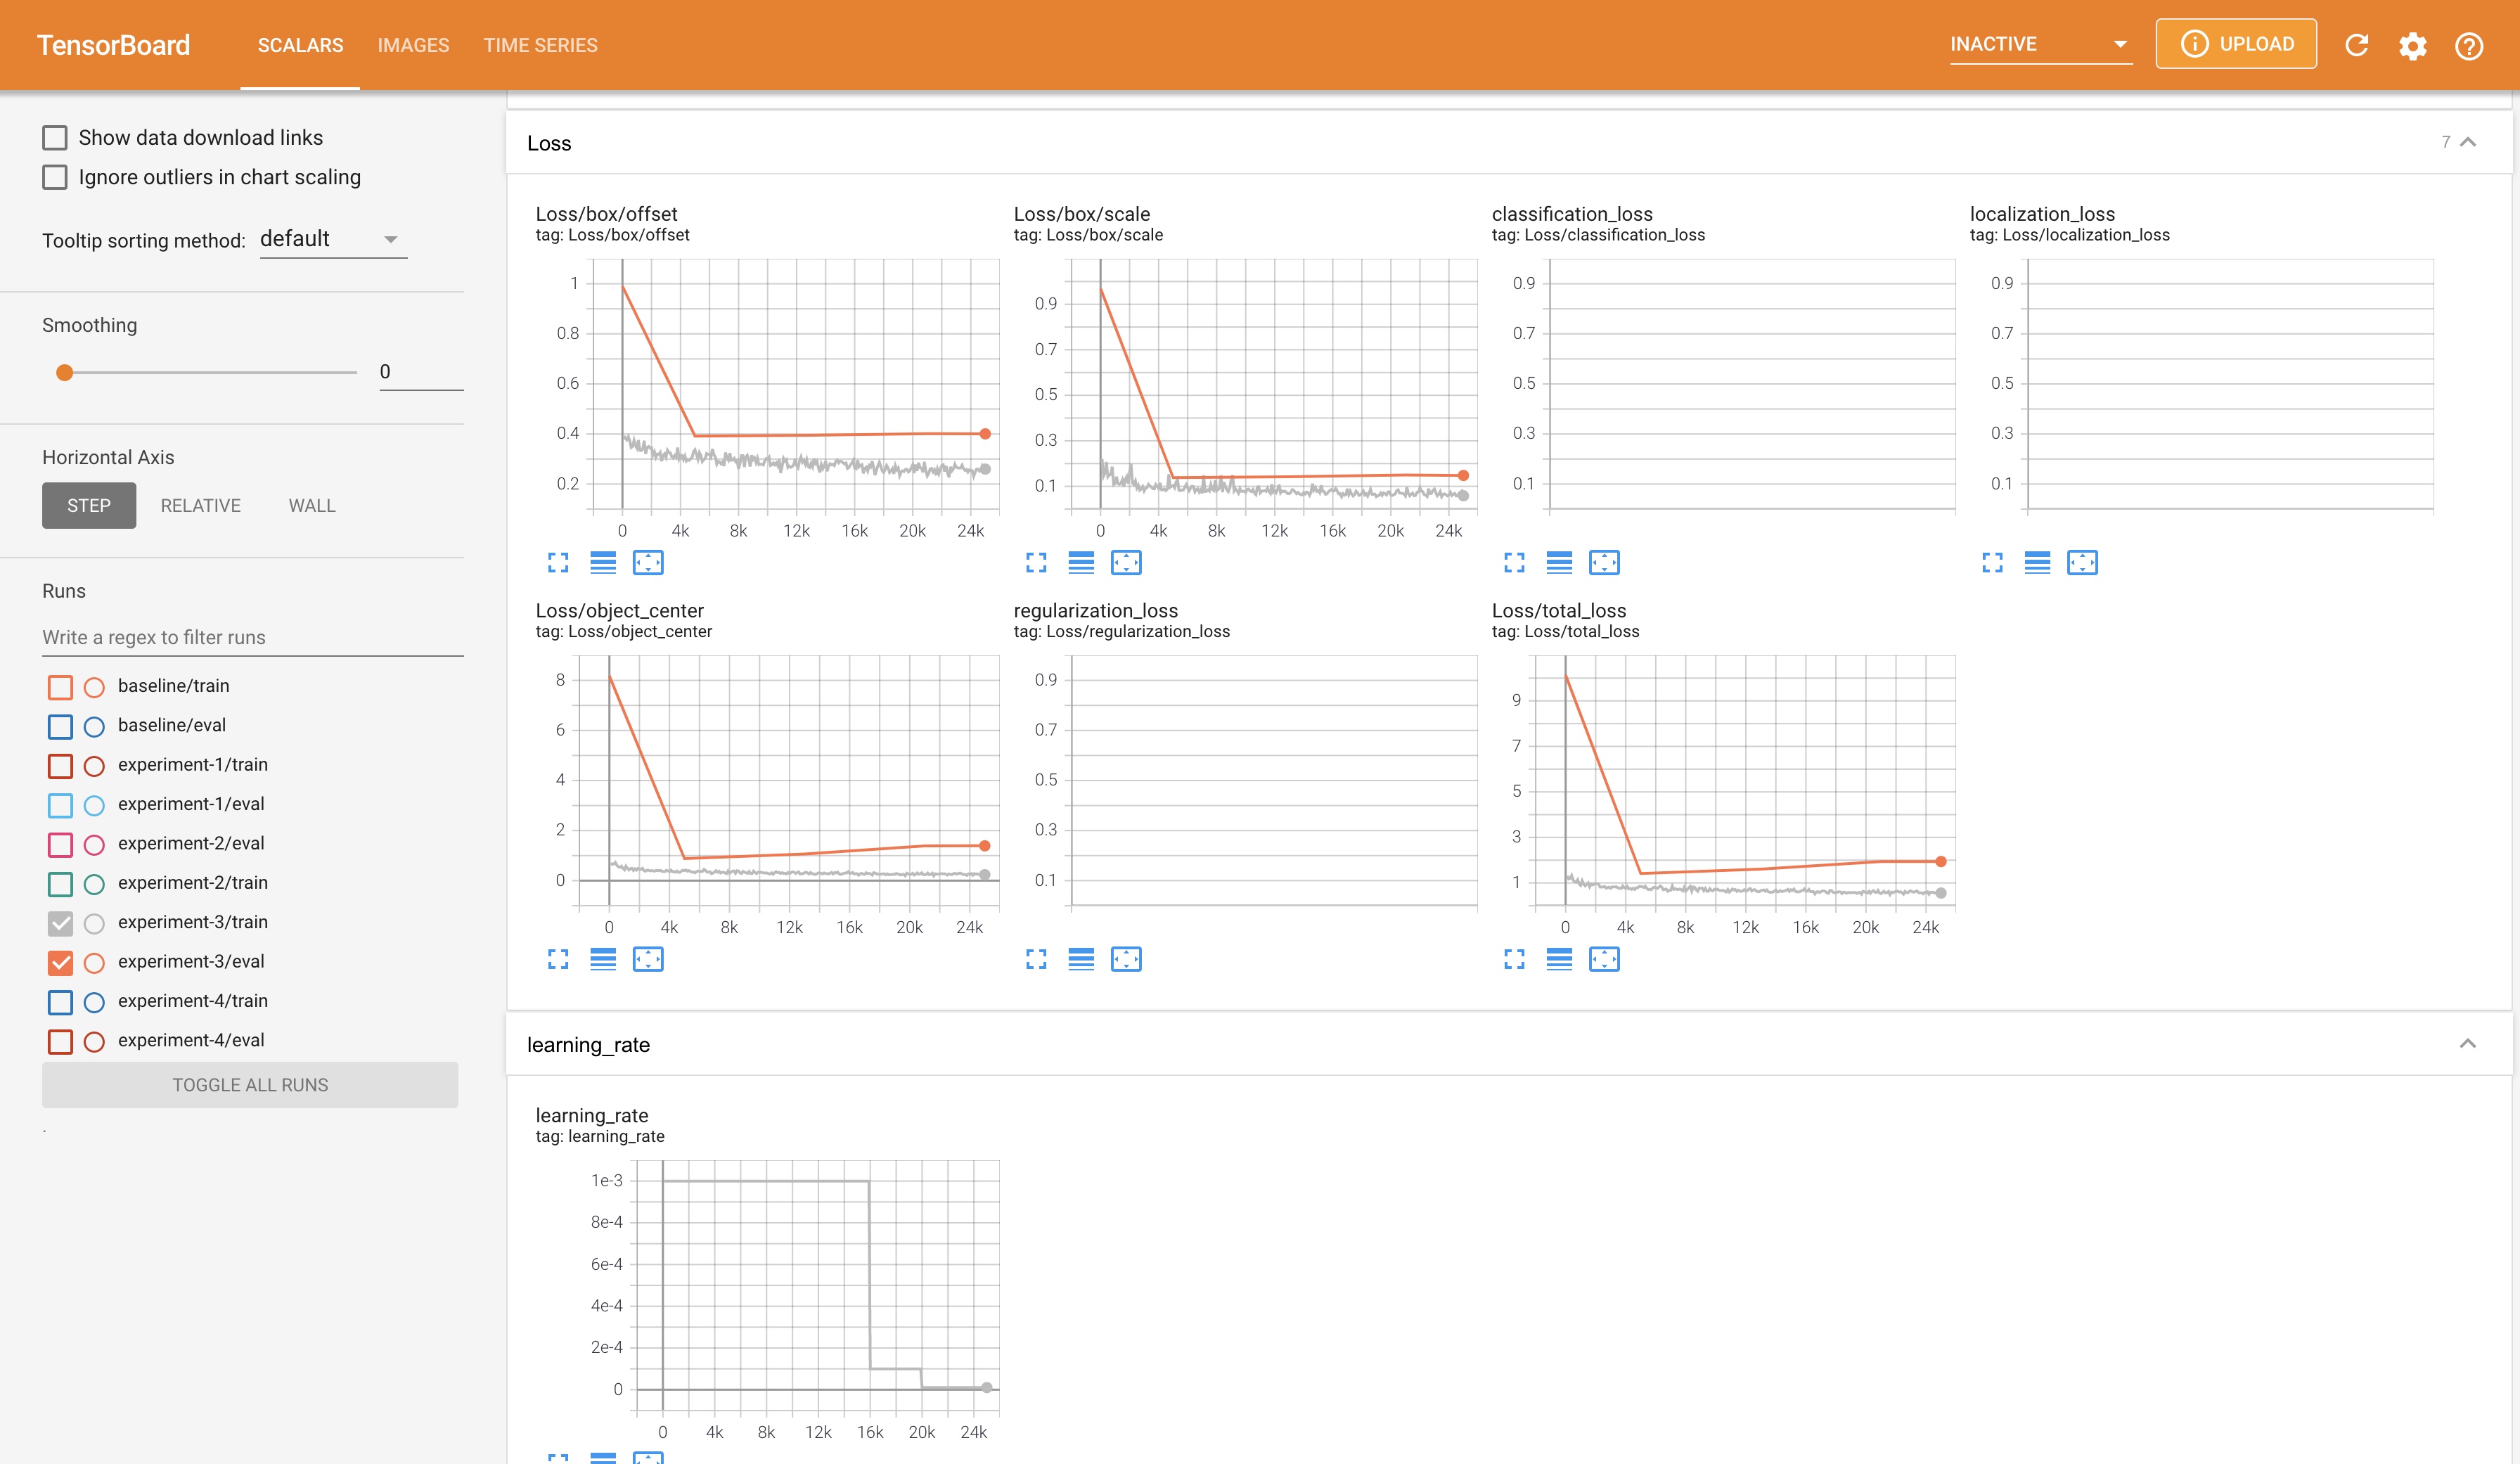 TensorBoard
SCALARS
IMAGES
TIME SERIES
INACTIVE
UPLOAD
Show data download links
Ignore outliers in chart scaling
Tooltip sorting method: default
Smoothing
0
Horizontal Axis
STEP
RELATIVE
WALL
Runs
Write a regex to filter runs
baseline/train
baseline/eval
experiment-1/train
experiment-1/eval
experiment-2/eval
experiment-2/train
experiment-3/train
experiment-3/eval
experiment-4/train
experiment-4/eval
TOGGLE ALL RUNS
.
Loss
7
Loss/box/offset
tag: Loss/box/offset
1
0.8
0.6
0.4
0.2
0 4k 8k 12k 16k 20k 24k
Loss/box/scale
tag: Loss/box/scale
0.9
0.7
0.5
0.3
0.1
0 4k 8k 12k 16k 20k 24k
classification_loss
tag: Loss/classification_loss
0.9
0.7
0.5
0.3
0.1
localization_loss
tag: Loss/localization_loss
0.9
0.7
0.5
0.3
0.1
Loss/object_center
tag: Loss/object_center
8
6
4
2
0
0 4k 8k 12k 16k 20k 24k
regularization_loss
tag: Loss/regularization_loss
0.9
0.7
0.5
0.3
0.1
Loss/total_loss
tag: Loss/total_loss
9
7
5
3
1
0 4k 8k 12k 16k 20k 24k
learning_rate
learning_rate
tag: learning_rate
1e-3
8e-4
6e-4
4e-4
2e-4
0
0 4k 8k 12k 16k 20k 24k